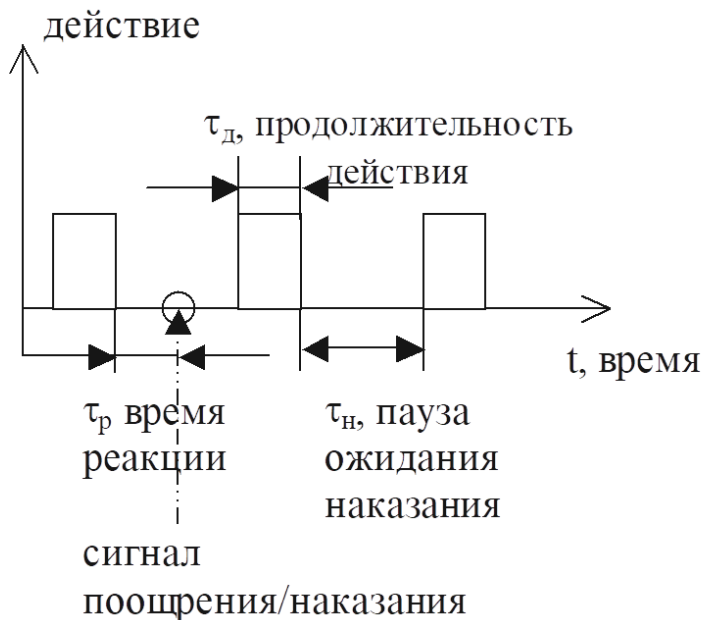 действие
τд, продолжительность
действия
t, время
τр время
реакции
τн, пауза
ожидания
наказания
сигнал
поощрения/наказания